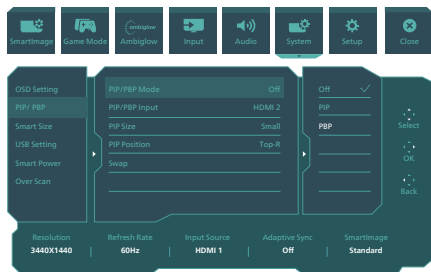 ambiglow
SmartImage Game Mode Ambiglow Input Audio System Setup Close
OSD Setting PIP/PBP Mode Off Off
PIP/ PBP PIP/PBP Input HDMI 2 PIP
Smart Size PIP Size Small PBP
Select
USB Setting PIP Position Top-R
OK
Smart Power Swap
Over Scan
Back
Resolution Refresh Rate Input Source Adaptive Sync SmartImage
3440X1440 | 60Hz | HDMI 1 | Off | Standard